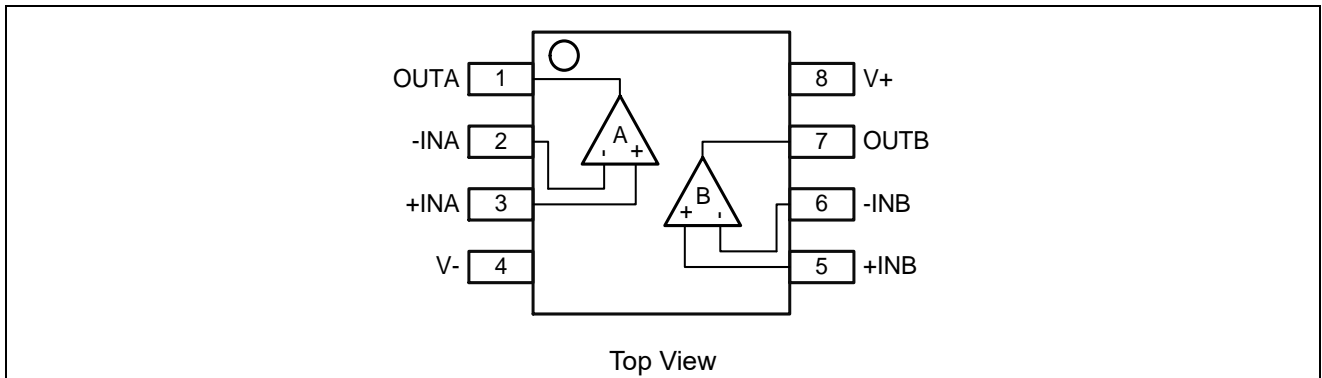 OUTA 1 8 V+
-INA 2 A 7 OUTB
- +
+INA 3 B 6 -INB
+ -
V- 4 5 +INB
Top View